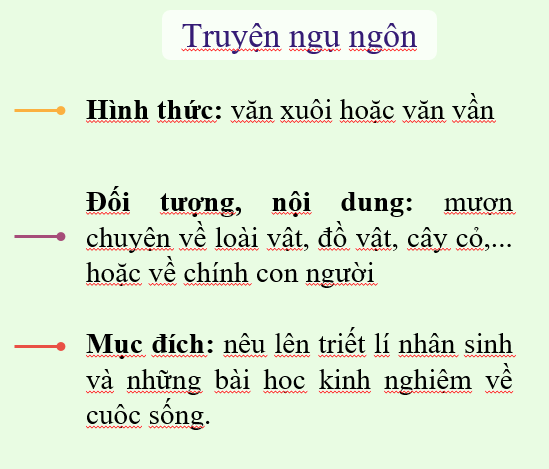 Truyện ngụ ngôn
Hình thức: văn xuôi hoặc văn vần
Đối tượng, nội dung: mượn
chuyện về loài vật, đồ vật, cây cỏ,...
hoặc về chính con người
Mục đích: nêu lên triết lí nhân sinh
và những bài học kinh nghiệm về
cuộc sống.